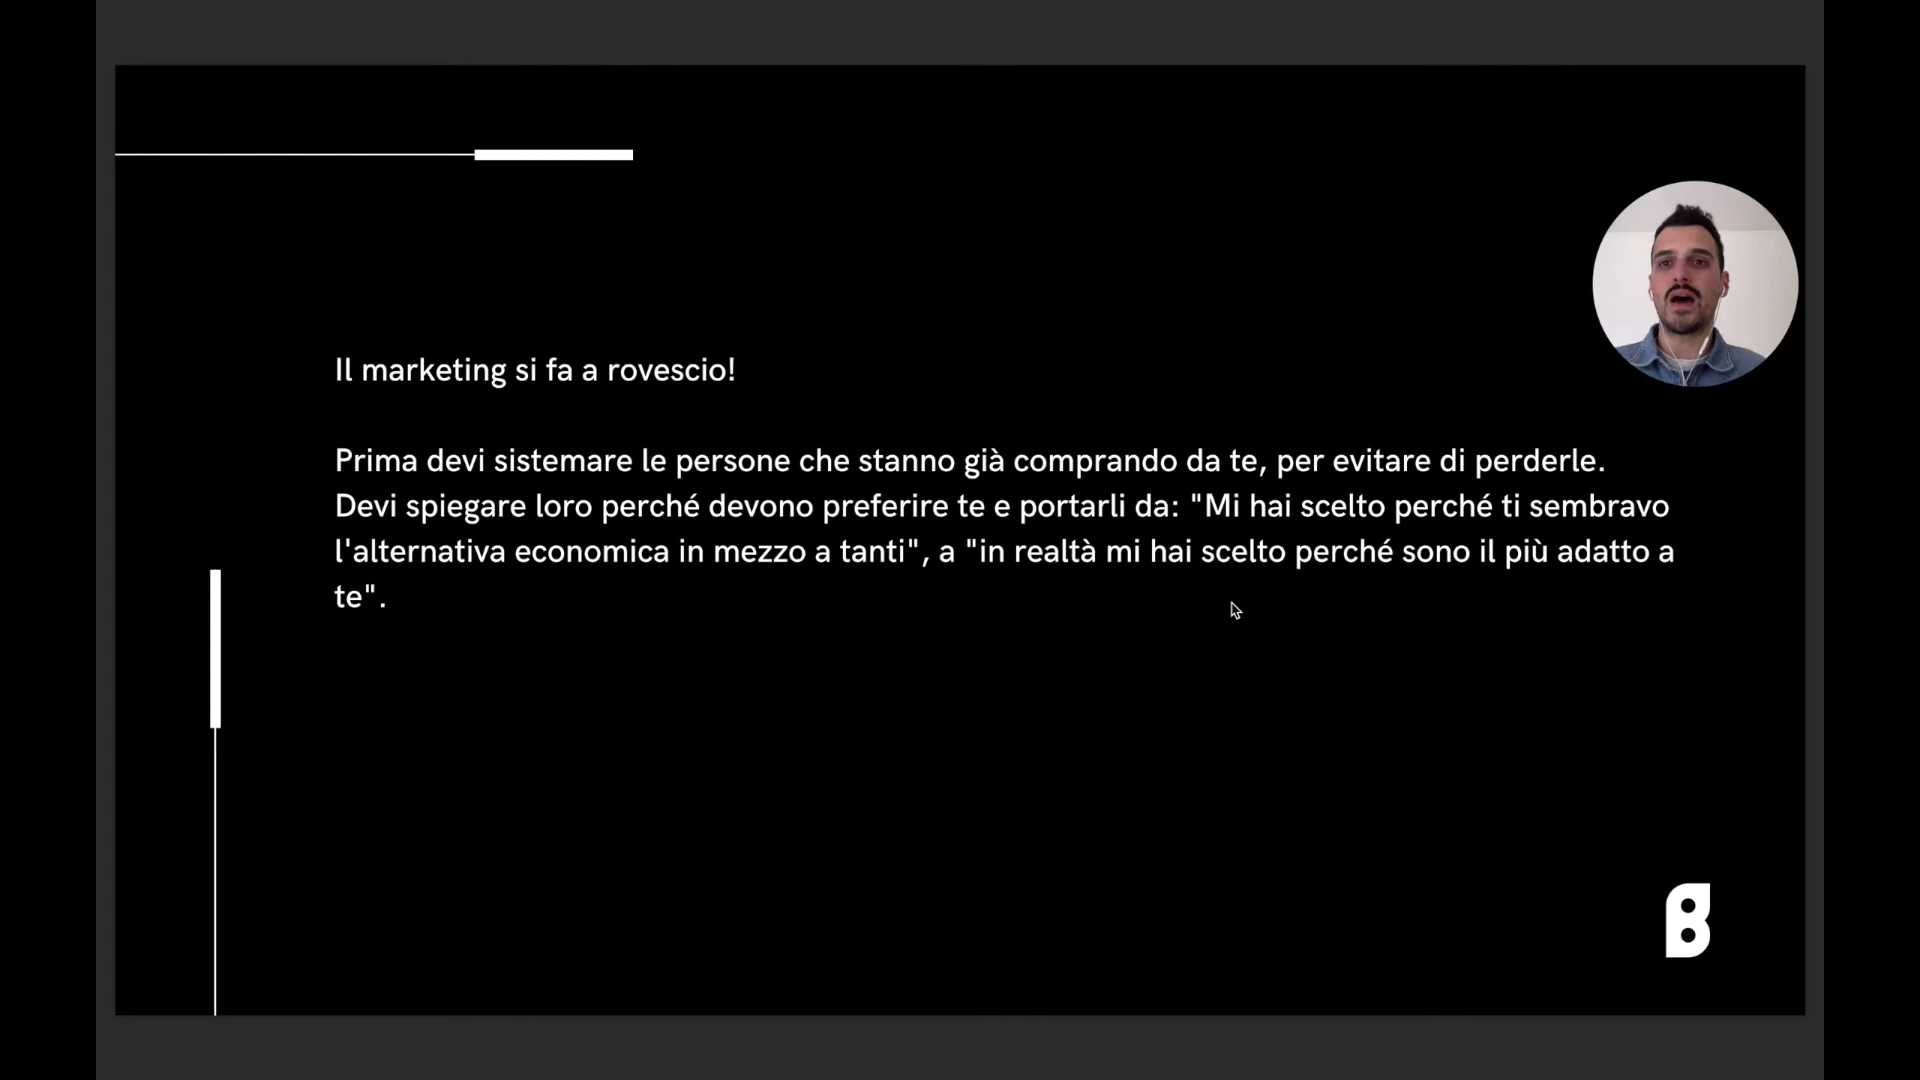 Il marketing si fa a rovescio!
Prima devi sistemare le persone che stanno già comprando da te, per evitare di perderle.
Devi spiegare loro perché devono preferire te e portarli da: "Mi hai scelto perché ti sembravo
l'alternativa economica in mezzo a tanti", a "in realtà mi hai scelto perché sono il più adatto a
te".
B